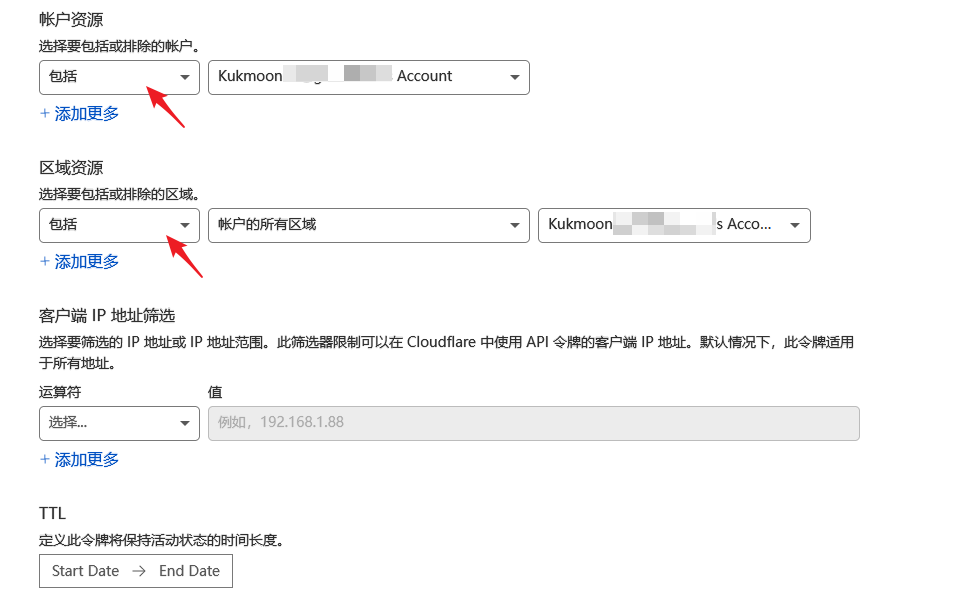 帐户资源
选择要包括或排除的帐户。
包括 Kukmoon Account
+ 添加更多
区域资源
选择要包括或排除的区域。
包括 帐户的所有区域 Kukmoon s Acco...
+ 添加更多
客户端 IP 地址筛选
选择要筛选的 IP 地址或 IP 地址范围。此筛选器限制可以在 Cloudflare 中使用 API 令牌的客户端 IP 地址。默认情况下，此令牌适用
于所有地址。
运算符 值
选择... 例如，192.168.1.88
+ 添加更多
TTL
定义此令牌将保持活动状态的时间长度。
Start Date → End Date